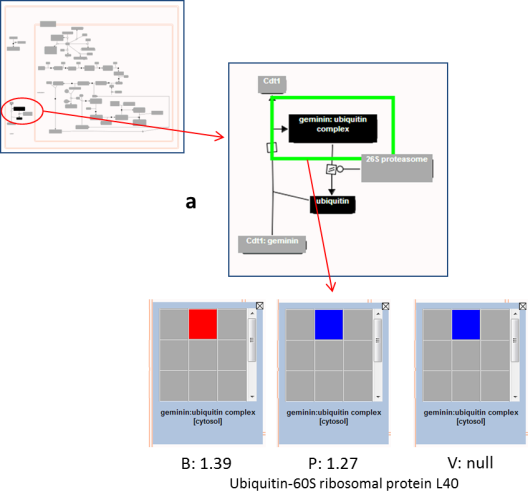 Cdt1
geminin: ubiquitin
complex
26S proteasome
ubiquitin
a
Cdt1: geminin
geminin:ubiquitin complex
[cytosol]
geminin:ubiquitin complex
[cytosol]
geminin:ubiquitin complex
[cytosol]
B: 1.39
P: 1.27
V: null
Ubiquitin-60S ribosomal protein L40